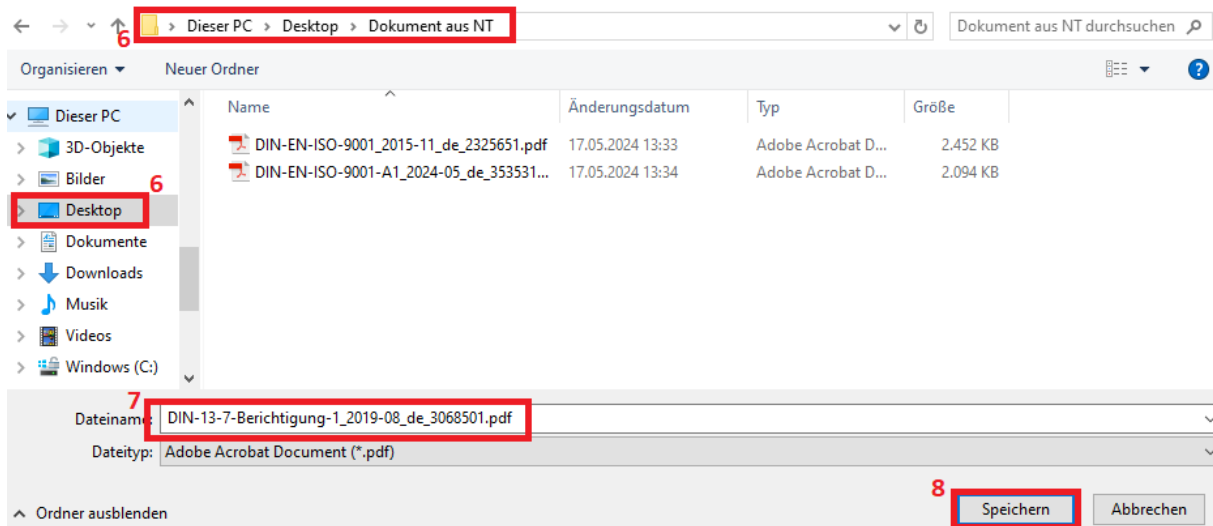 6 Dieser PC > Desktop > Dokument aus NT Dokument aus NT durchsuchen
Organisieren Neuer Ordner ?
Dieser PC Name Änderungsdatum Typ Größe
3D-Objekte DIN-EN-ISO-9001_2015-11_de_2325651.pdf 17.05.2024 13:33 Adobe Acrobat D... 2.452 KB
Bilder DIN-EN-ISO-9001-A1_2024-05_de_353531... 17.05.2024 13:34 Adobe Acrobat D... 2.094 KB
6
Desktop
Dokumente
Downloads
Musik
Videos
Windows (C:)
7
Dateiname: DIN-13-7-Berichtigung-1_2019-08_de_3068501.pdf
Dateityp: Adobe Acrobat Document (*.pdf)
8
Ordner ausblenden Speichern Abbrechen